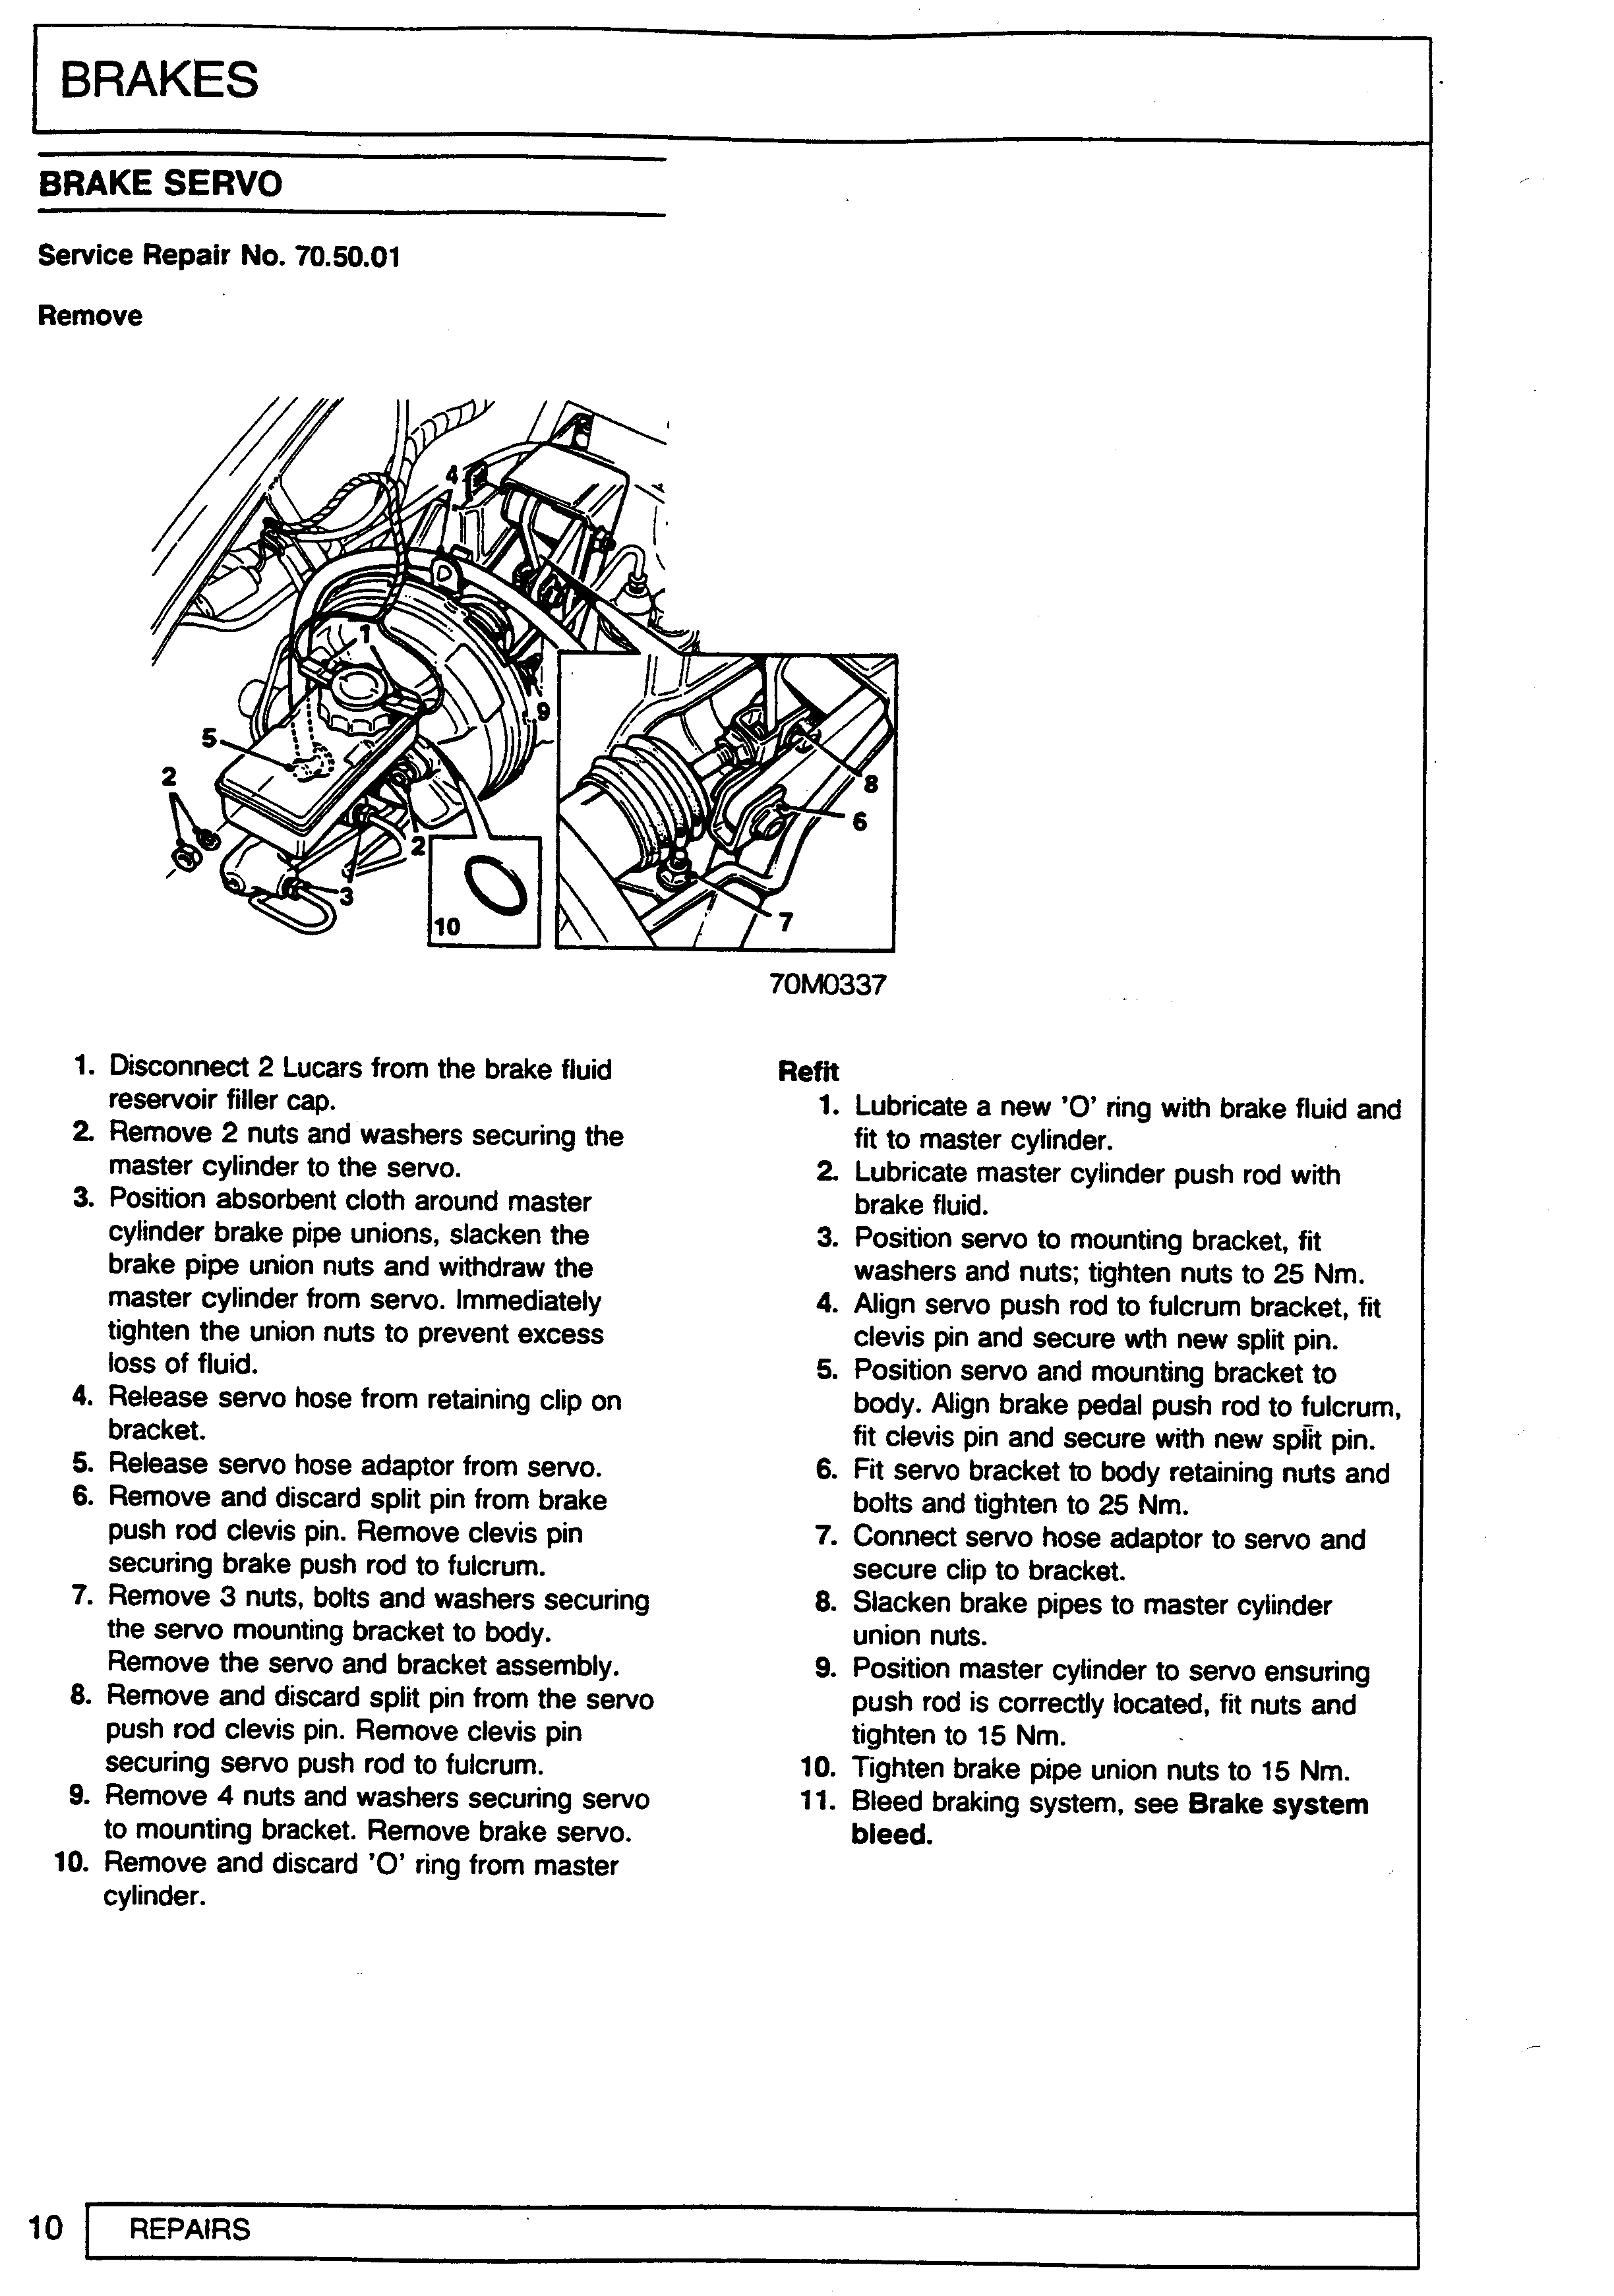 BRAKES
BRAKE SERVO
Service Repair No. 70.50.01
Remove
4
1
9
5
2
2
3
10
8
6
7
70M0337
1. Disconnect 2 Lucars from the brake fluid
reservoir filler cap.
2. Remove 2 nuts and washers securing the
master cylinder to the servo.
3. Position absorbent cloth around master
cylinder brake pipe unions, slacken the
brake pipe union nuts and withdraw the
master cylinder from servo. Immediately
tighten the union nuts to prevent excess
loss of fluid.
4. Release servo hose from retaining clip on
bracket.
5. Release servo hose adaptor from servo.
6. Remove and discard split pin from brake
push rod clevis pin. Remove clevis pin
securing brake push rod to fulcrum.
7. Remove 3 nuts, bolts and washers securing
the servo mounting bracket to body.
Remove the servo and bracket assembly.
8. Remove and discard split pin from the servo
push rod clevis pin. Remove clevis pin
securing servo push rod to fulcrum.
9. Remove 4 nuts and washers securing servo
to mounting bracket. Remove brake servo.
10. Remove and discard 'O' ring from master
cylinder.
Refit
1. Lubricate a new 'O' ring with brake fluid and
fit to master cylinder.
2. Lubricate master cylinder push rod with
brake fluid.
3. Position servo to mounting bracket, fit
washers and nuts; tighten nuts to 25 Nm.
4. Align servo push rod to fulcrum bracket, fit
clevis pin and secure wth new split pin.
5. Position servo and mounting bracket to
body. Align brake pedal push rod to fulcrum,
fit clevis pin and secure with new split pin.
6. Fit servo bracket to body retaining nuts and
bolts and tighten to 25 Nm.
7. Connect servo hose adaptor to servo and
secure clip to bracket.
8. Slacken brake pipes to master cylinder
union nuts.
9. Position master cylinder to servo ensuring
push rod is correctly located, fit nuts and
tighten to 15 Nm.
10. Tighten brake pipe union nuts to 15 Nm.
11. Bleed braking system, see Brake system
bleed.
10
REPAIRS